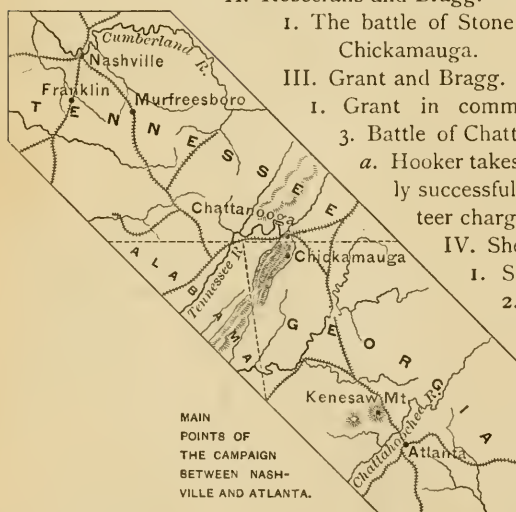 II. Rosecrans and Bragg.
1. The battle of Stone
Chickamauga.
III. Grant and Bragg.
1. Grant in comm
3. Battle of Chatt
a. Hooker takes
ly successful
teer charg
IV. She
1. S
2.
Cumberland R.
Nashville
Franklin
Murfreesboro
TENNESSEE
Chattanooga
Chickamauga
ALABAMA
Tennessee R.
GEORGIA
Kenesaw Mt.
Chattahoochee R.
Atlanta
MAIN
POINTS OF
THE CAMPAIGN
BETWEEN NASH-
VILLE AND ATLANTA.